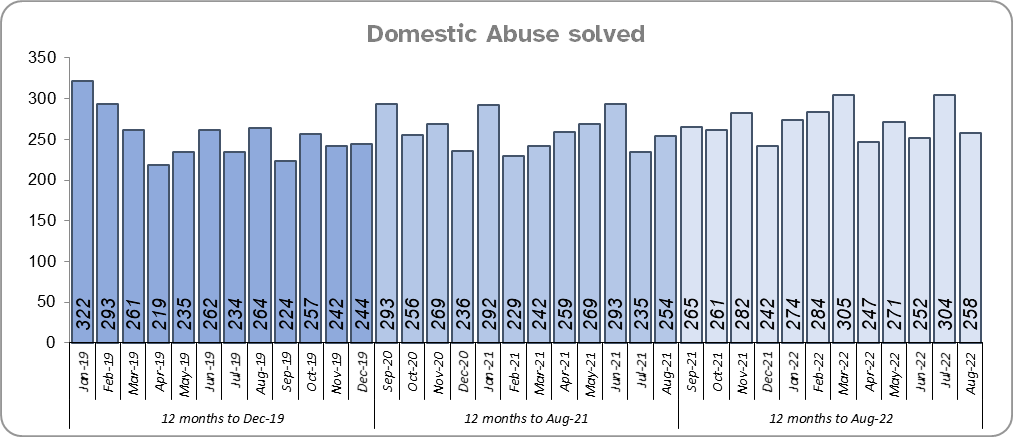 Domestic Abuse solved
350
300
250
200
150
100
50
0
322 293 261 219 235 262 234 264 224 257 242 244 293 256 269 236 292 229 242 259 269 293 235 254 265 261 282 242 274 284 305 247 271 252 304 258
Jan-19 Feb-19 Mar-19 Apr-19 May-19 Jun-19 Jul-19 Aug-19 Sep-19 Oct-19 Nov-19 Dec-19 Sep-20 Oct-20 Nov-20 Dec-20 Jan-21 Feb-21 Mar-21 Apr-21 May-21 Jun-21 Jul-21 Aug-21 Sep-21 Oct-21 Nov-21 Dec-21 Jan-22 Feb-22 Mar-22 Apr-22 May-22 Jun-22 Jul-22 Aug-22
12 months to Dec-19 12 months to Aug-21 12 months to Aug-22